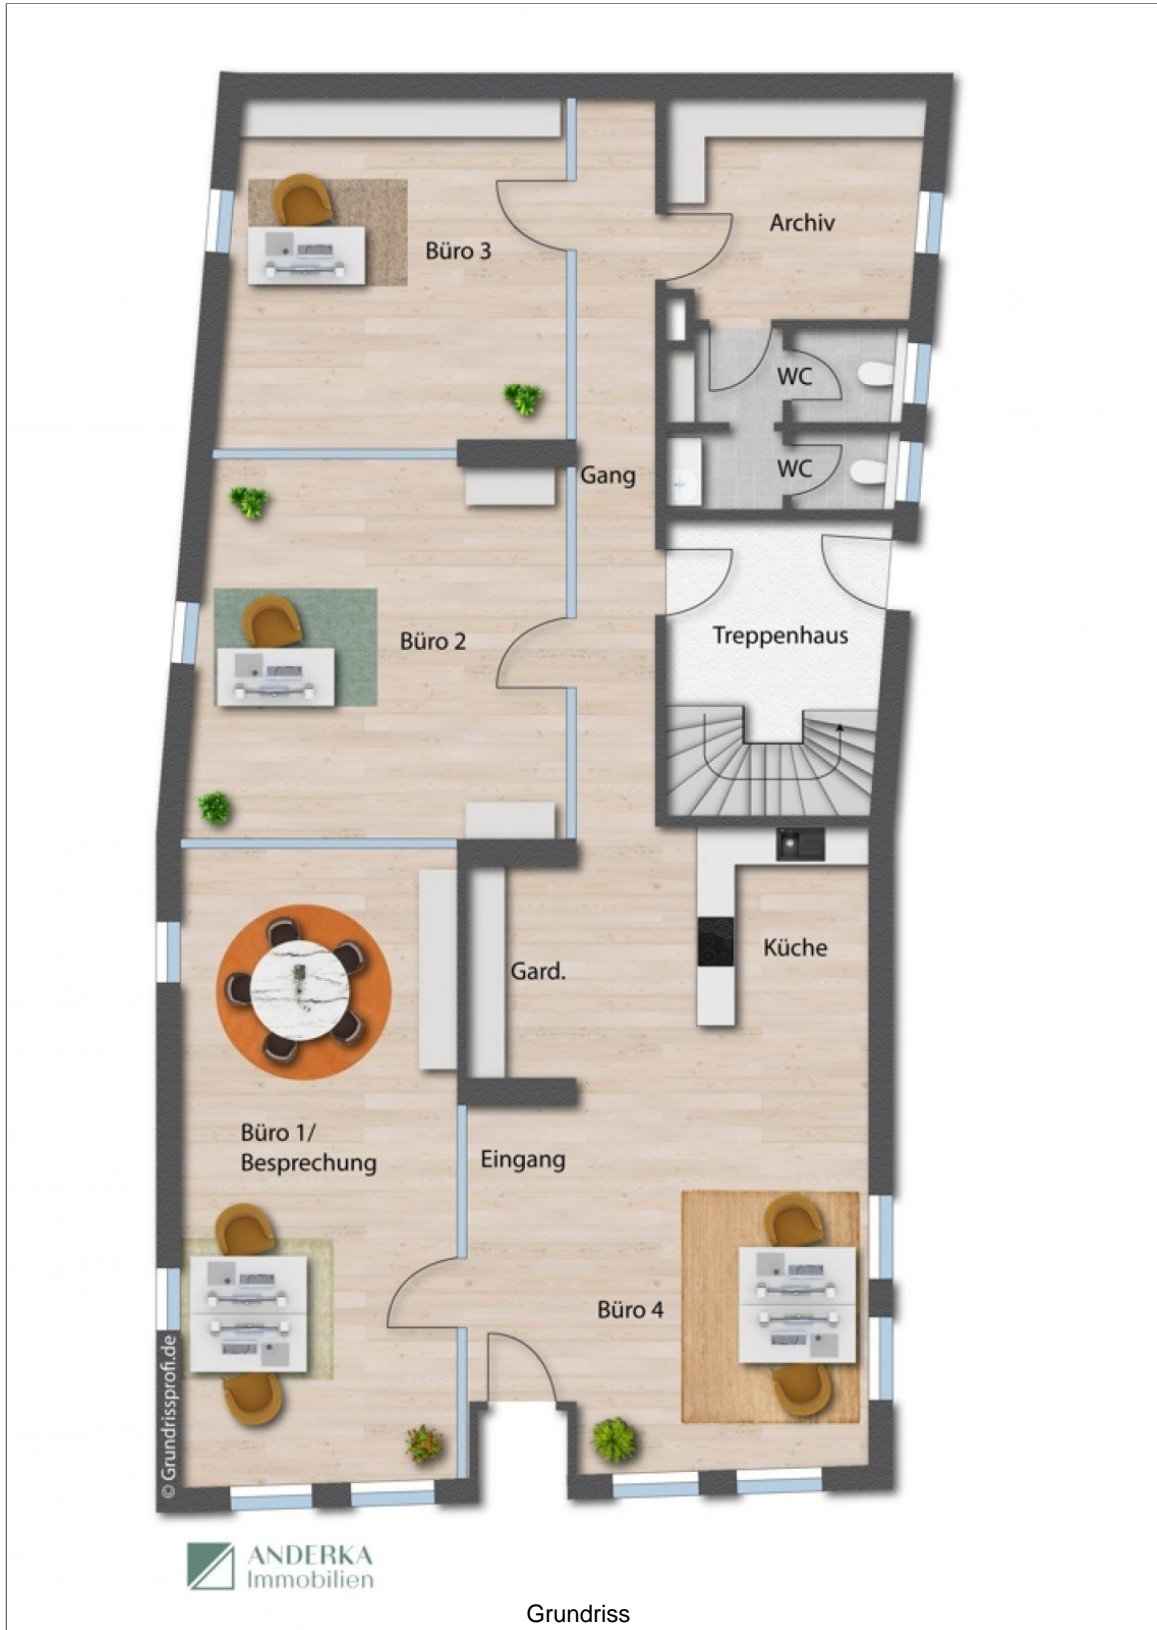 Archiv
Büro 3
WC
WC
Gang
Treppenhaus
Büro 2
Küche
Gard.
Büro 1/
Besprechung
Eingang
Büro 4
© Grundrissprofi.de
ANDERKA
Immobilien
Grundriss